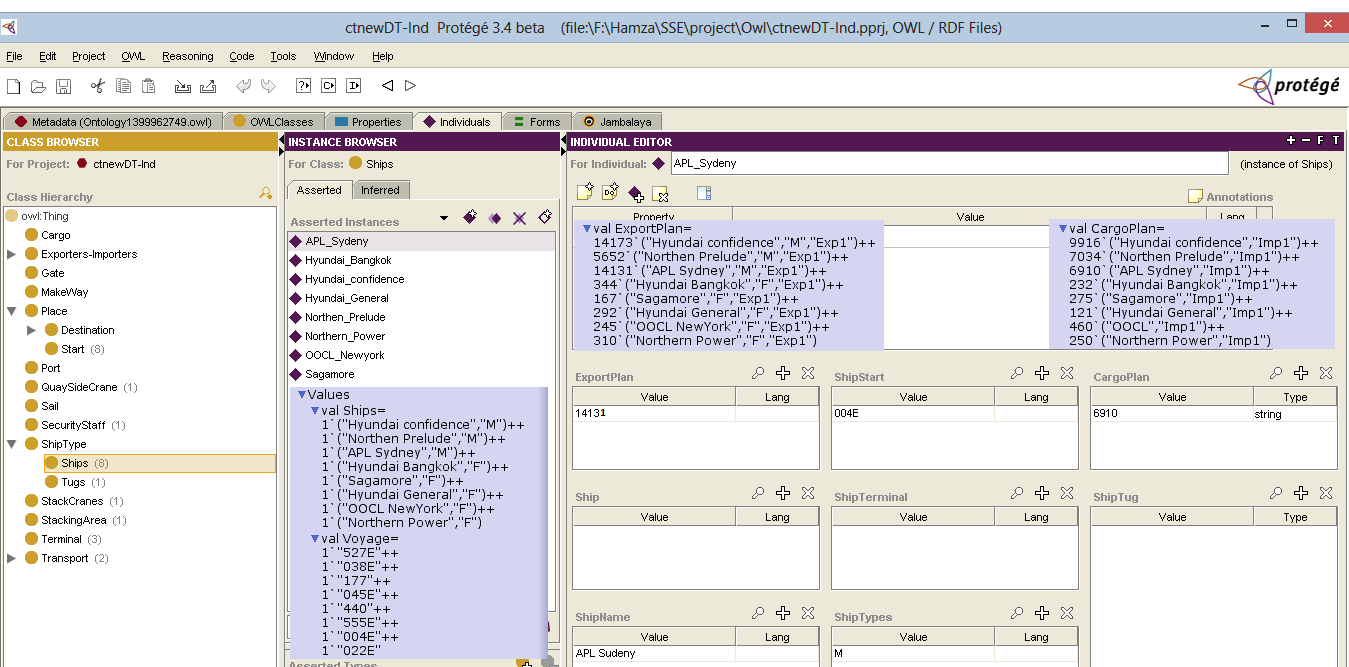 ctnewDT-Ind Protégé 3.4 beta (file:\F:\Hamza\SSE\project\Owl\ctnewDT-Ind.pprj, OWL / RDF Files)
File Edit Project OWL Reasoning Code Tools Window Help
protégé
Metadata (Ontology1399962749.owl) OWLClasses Properties Individuals Forms Jambalaya
CLASS BROWSER
For Project: ctnewDT-Ind
Class Hierarchy
owl:Thing
Cargo
Exporters-Importers
Gate
MakeWay
Place
Destination
Start (8)
Port
QuaySideCrane (1)
Sail
SecurityStaff (1)
ShipType
Ships (8)
Tugs (1)
StackCranes (1)
StackingArea (1)
Terminal (3)
Transport (2)
INSTANCE BROWSER
For Class: Ships
Asserted Inferred
Asserted Instances
APL_Sydeny
Hyundai_Bangkok
Hyundai_confidence
Hyundai_General
Northen_Prelude
Northern_Power
OOCL_Newyork
Sagamore
Values
val Ships=
1`("Hyundai confidence","M")++
1`("Northen Prelude","M")++
1`("APL Sydney","M")++
1`("Hyundai Bangkok","F")++
1`("Sagamore","F")++
1`("Hyundai General","F")++
1`("OOCL NewYork","F")++
1`("Northern Power","F")
val Voyage=
1`"527E"++
1`"038E"++
1`"177"++
1`"045E"++
1`"440"++
1`"555E"++
1`"004E"++
1`"022E"
Asserted Types
INDIVIDUAL EDITOR + − F T
For Individual: APL_Sydeny (instance of Ships)
Annotations
Property Value Lang
val ExportPlan=
14173`("Hyundai confidence","M","Exp1")++
5652`("Northen Prelude","M","Exp1")++
14131`("APL Sydney","M","Exp1")++
344`("Hyundai Bangkok","F","Exp1")++
167`("Sagamore","F","Exp1")++
292`("Hyundai General","F","Exp1")++
245`("OOCL NewYork","F","Exp1")++
310`("Northern Power","F","Exp1")
val CargoPlan=
9916`("Hyundai confidence","Imp1")++
7034`("Northen Prelude","Imp1")++
6910`("APL Sydney","Imp1")++
232`("Hyundai Bangkok","Imp1")++
275`("Sagamore","Imp1")++
121`("Hyundai General","Imp1")++
460`("OOCL","Imp1")++
250`("Northern Power","Imp1")
ExportPlan
Value Lang
14131
ShipStart
Value Lang
004E
CargoPlan
Value Type
6910 string
Ship
Value Lang
ShipTerminal
Value Lang
ShipTug
Value Type
ShipName
Value Lang
APL Sudeny
ShipTypes
Value Lang
M